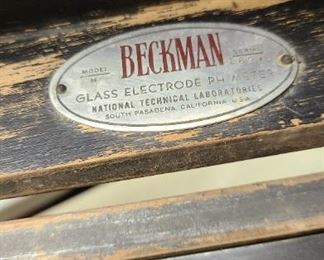 BECKMAN
MODEL SERIAL
GLASS ELECTRODE PH METER
NATIONAL TECHNICAL LABORATORIES
SOUTH PASADENA, CALIFORNIA, U.S.A.